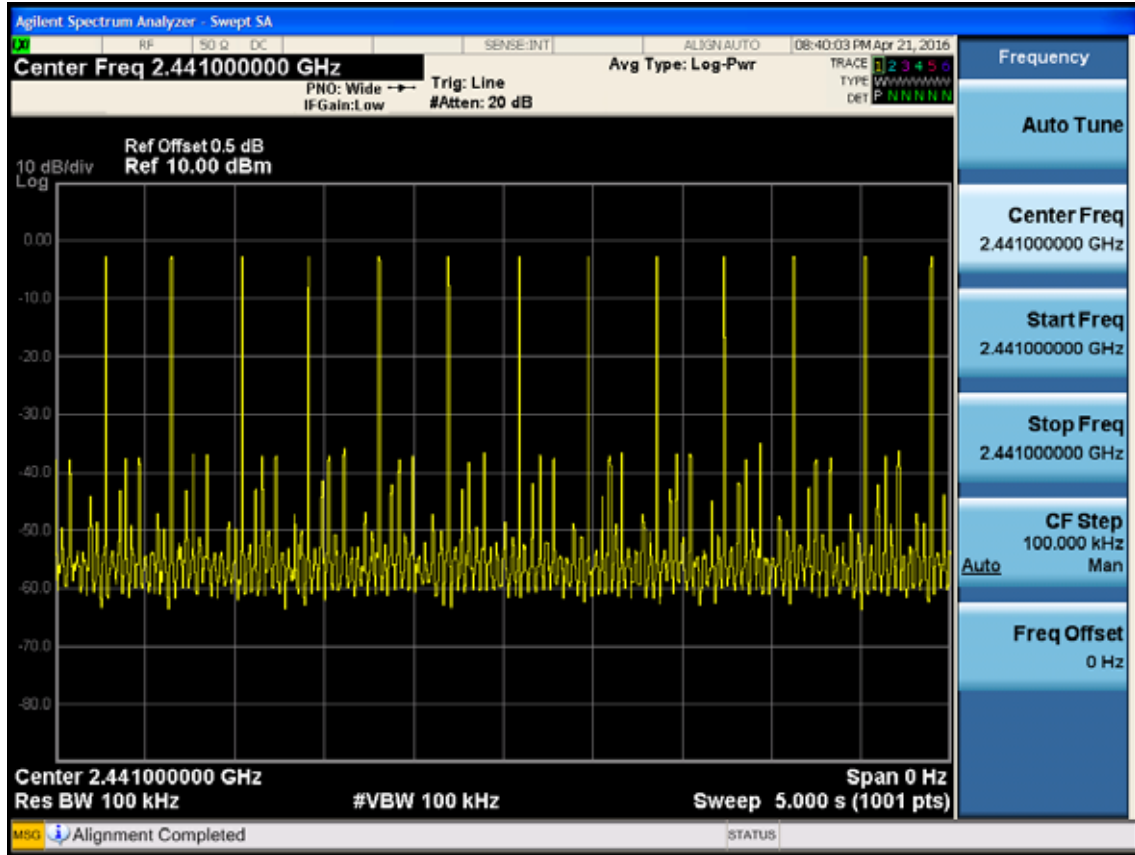 Agilent Spectrum Analyzer - Swept SA
LXI RF 50 Ω DC SENSE:INT ALIGN AUTO 08:40:03 PM Apr 21, 2016
Center Freq 2.441000000 GHz Avg Type: Log-Pwr TRACE 1 2 3 4 5 6
PNO: Wide Trig: Line TYPE WWWWWW
IFGain:Low #Atten: 20 dB DET P N N N N N
Ref Offset 0.5 dB
10 dB/div Ref 10.00 dBm
Log
0.00
-10.0
-20.0
-30.0
-40.0
-50.0
-60.0
-70.0
-80.0
Center 2.441000000 GHz Span 0 Hz
Res BW 100 kHz #VBW 100 kHz Sweep 5.000 s (1001 pts)
MSG Alignment Completed STATUS
Frequency
Auto Tune
Center Freq
2.441000000 GHz
Start Freq
2.441000000 GHz
Stop Freq
2.441000000 GHz
CF Step
100.000 kHz
Auto Man
Freq Offset
0 Hz